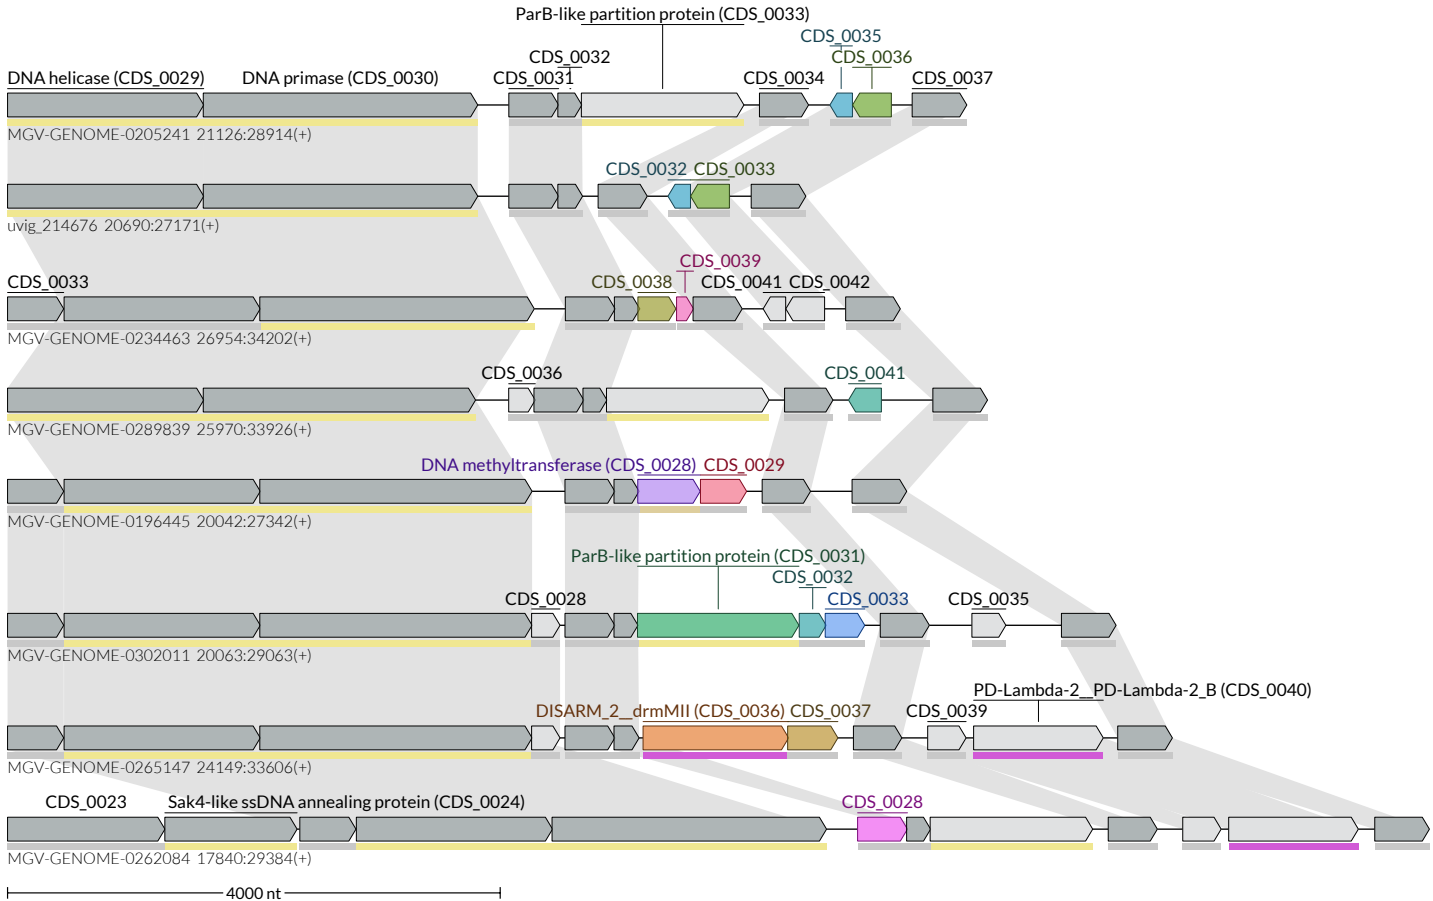 ParB-like partition protein (CDS_0033)
CDS_0035
CDS_0032
CDS_0036
DNA helicase (CDS_0029)
DNA primase (CDS_0030)
CDS_0031
CDS_0034
CDS_0037
MGV-GENOME-0205241 21126:28914(+)
CDS_0032
CDS_0033
uvig_214676 20690:27171(+)
CDS_0039
CDS_0033
CDS_0038
CDS_0041
CDS_0042
MGV-GENOME-0234463 26954:34202(+)
CDS_0036
CDS_0041
MGV-GENOME-0289839 25970:33926(+)
DNA methyltransferase (CDS_0028)
CDS_0029
MGV-GENOME-0196445 20042:27342(+)
ParB-like partition protein (CDS_0031)
CDS_0032
CDS_0028
CDS_0033
CDS_0035
MGV-GENOME-0302011 20063:29063(+)
PD-Lambda-2__PD-Lambda-2_B (CDS_0040)
DISARM_2__drmMII (CDS_0036)
CDS_0037
CDS_0039
MGV-GENOME-0265147 24149:33606(+)
CDS_0023
Sak4-like ssDNA annealing protein (CDS_0024)
CDS_0028
MGV-GENOME-0262084 17840:29384(+)
4000 nt